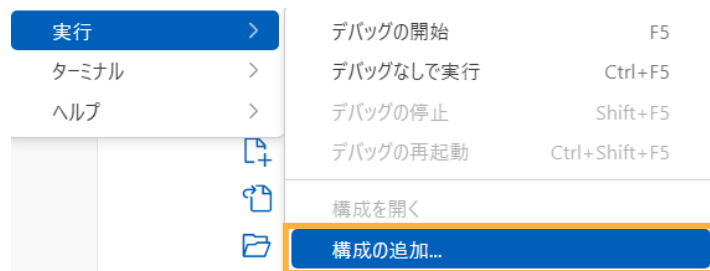 実行
ターミナル
ヘルプ
デバッグの開始 F5
デバッグなしで実行 Ctrl+F5
デバッグの停止 Shift+F5
デバッグの再起動 Ctrl+Shift+F5
構成を開く
構成の追加...